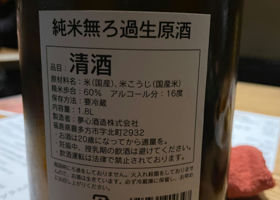 純米無ろ過生原酒
品目：清酒
原材料名：米(国産)、米こうじ(国産米)
精米歩合：60％ アルコール分：16度
保存方法：要冷蔵
内容量：1.8L
製造者：夢心酒造株式会社
福島県喜多方市字北町2932
・お酒は20歳になってから適量を。
・妊娠中、授乳期の飲酒は避けてください。
・飲酒運転は法律で禁止されております。